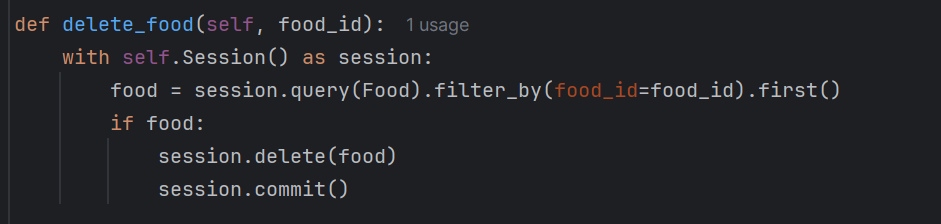 def delete_food(self, food_id): 1 usage
    with self.Session() as session:
        food = session.query(Food).filter_by(food_id=food_id).first()
        if food:
            session.delete(food)
            session.commit()